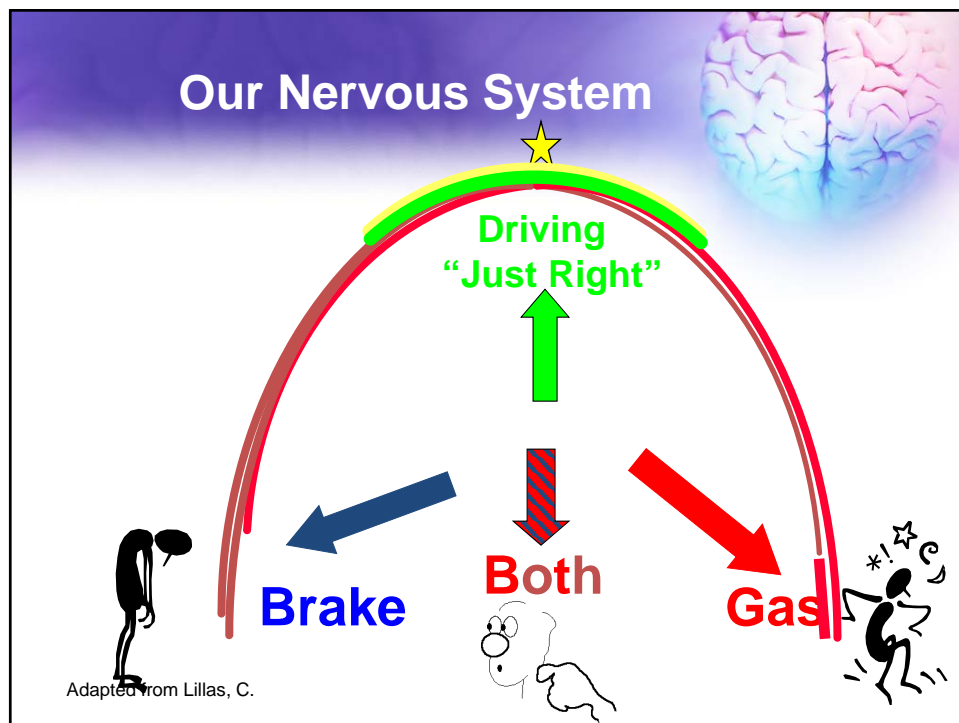 Our Nervous System
Driving
“Just Right”
Both
Brake
Gas
*!
Adapted from Lillas, C.